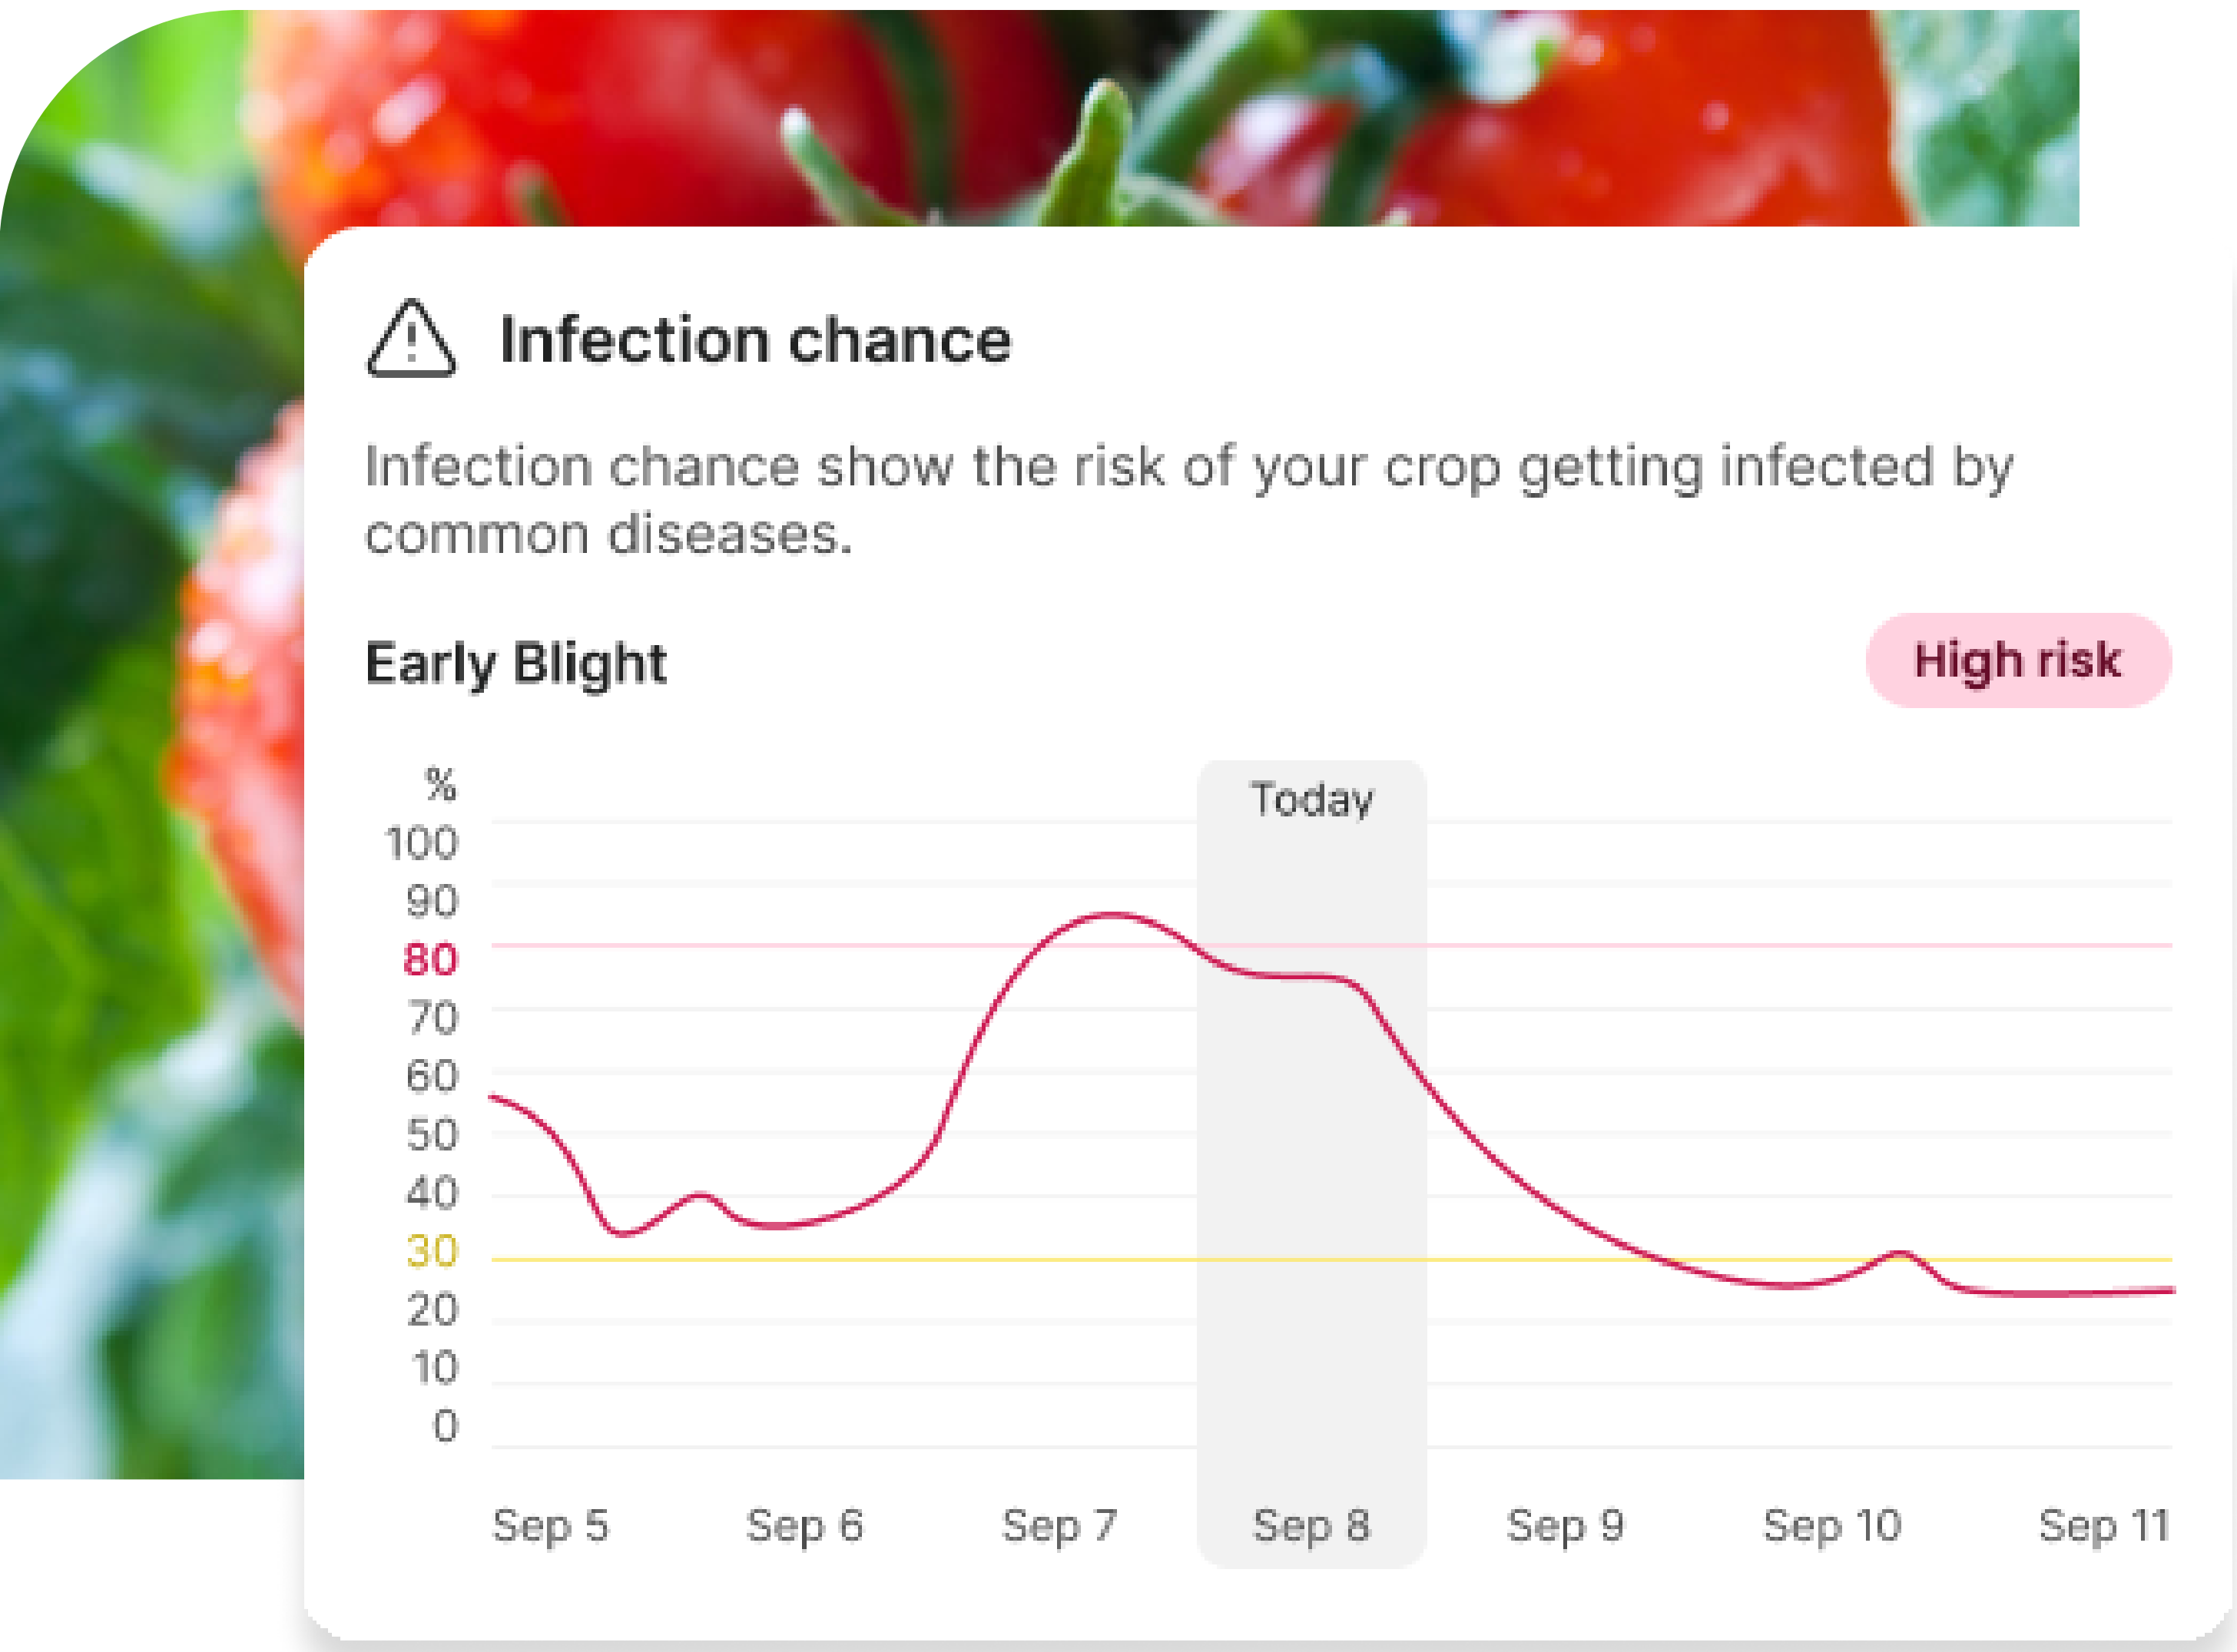 Infection chance
Infection chance show the risk of your crop getting infected by
common diseases.
Early Blight
High risk
%
Today
100
90
80
70
60
50
40
30
20
10
0
Sep 5 Sep 6 Sep 7 Sep 8 Sep 9 Sep 10 Sep 11